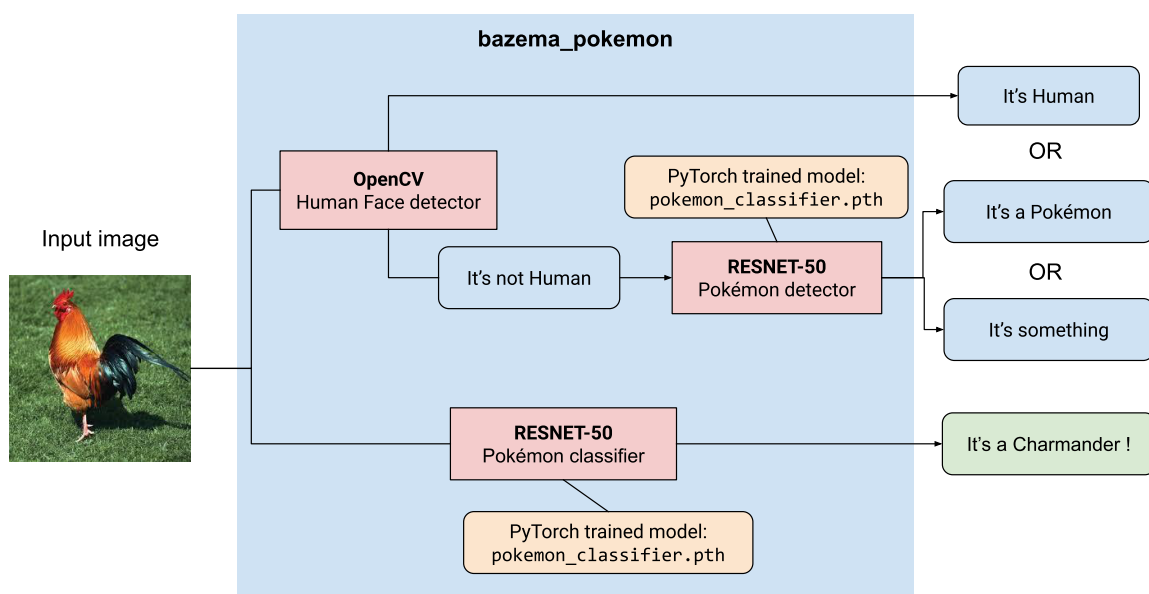 bazema_pokemon
It's Human
OR
OpenCV
Human Face detector
PyTorch trained model:
pokemon_classifier.pth
It's a Pokémon
Input image
It's not Human
RESNET-50
Pokémon detector
OR
It's something
RESNET-50
Pokémon classifier
It's a Charmander !
PyTorch trained model:
pokemon_classifier.pth